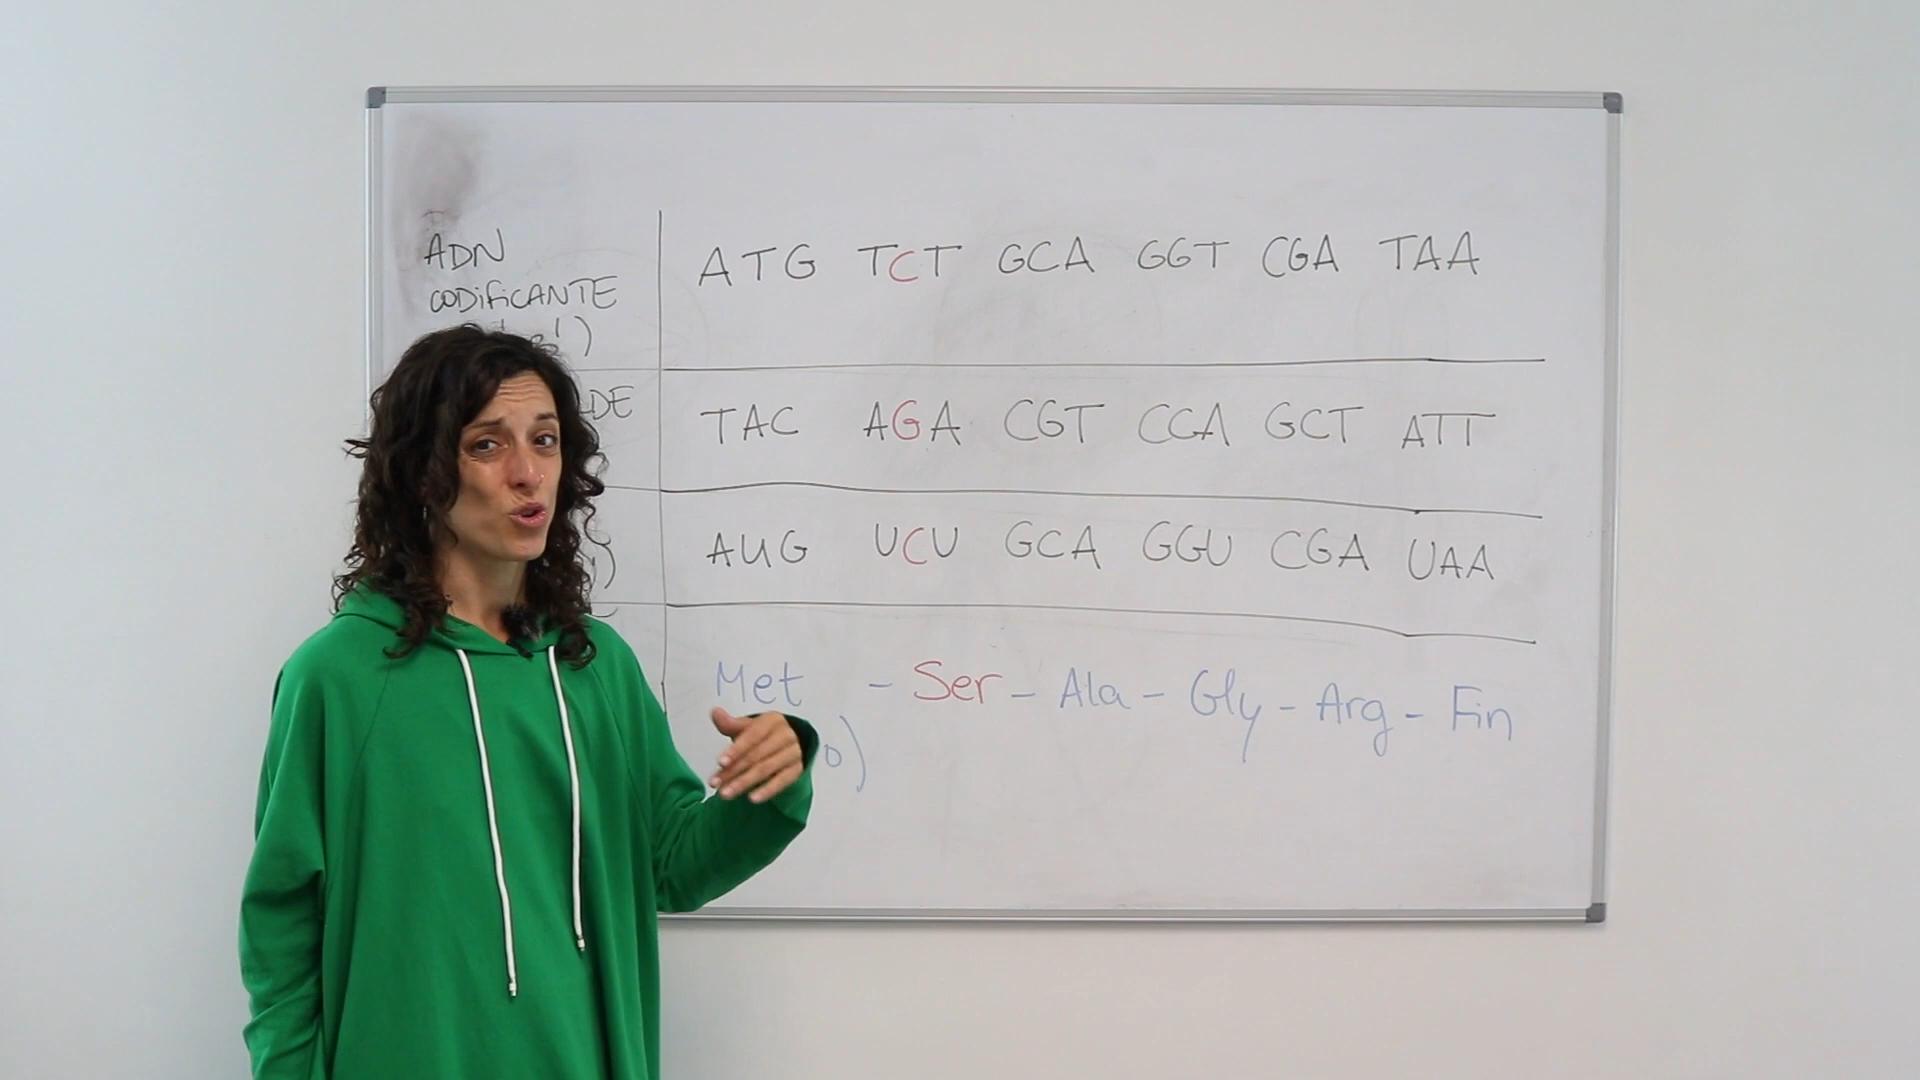 ADN
CODIFICANTE
ATG TCT GCA GGT CGA TAA
DE
TAC AGA CGT CCA GCT ATT
AUG UCU GCA GGU CGA UAA
Met - Ser - Ala - Gly - Arg - Fin
o)